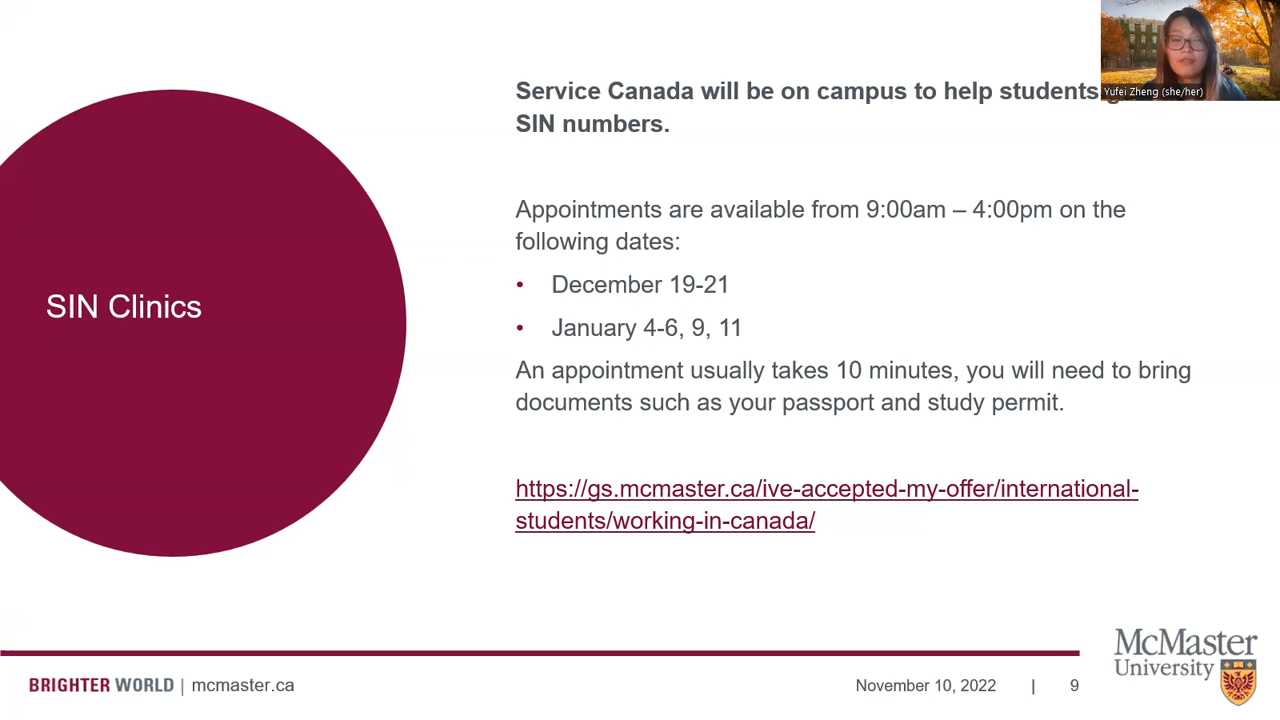 Service Canada will be on campus to help students
SIN numbers.
Yufei Zheng (she/her)
Appointments are available from 9:00am – 4:00pm on the
following dates:
• December 19-21
• January 4-6, 9, 11
An appointment usually takes 10 minutes, you will need to bring
documents such as your passport and study permit.
SIN Clinics
https://gs.mcmaster.ca/ive-accepted-my-offer/international-
students/working-in-canada/
BRIGHTER WORLD | mcmaster.ca
November 10, 2022 | 9
McMaster
University